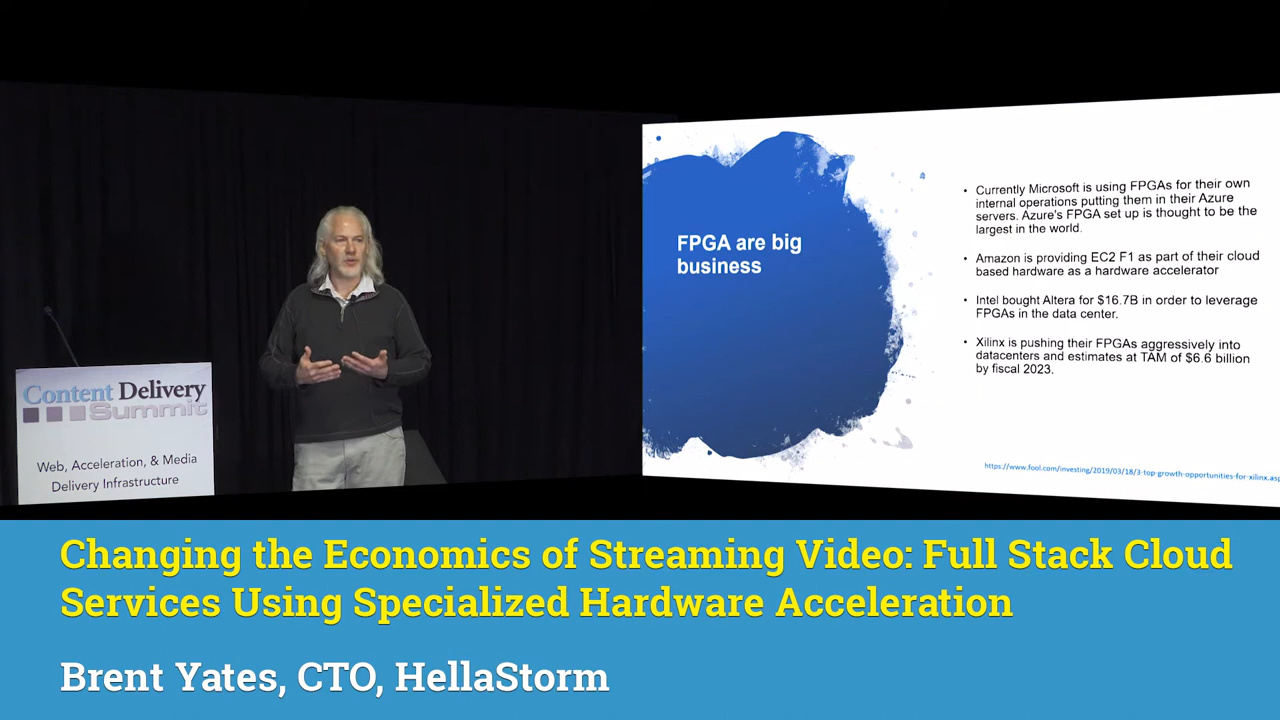 Content Delivery
Summit
Web, Acceleration, & Media
Delivery Infrastructure
FPGA are big
business
• Currently Microsoft is using FPGAs for their own
internal operations putting them in their Azure
servers. Azure's FPGA set up is thought to be the
largest in the world.
• Amazon is providing EC2 F1 as part of their cloud
based hardware as a hardware accelerator
• Intel bought Altera for $16.7B in order to leverage
FPGAs in the data center.
• Xilinx is pushing their FPGAs aggressively into
datacenters and estimates at TAM of $6.6 billion
by fiscal 2023.
https://www.fool.com/investing/2019/03/18/3-top-growth-opportunities-for-xilinx.asp
Changing the Economics of Streaming Video: Full Stack Cloud
Services Using Specialized Hardware Acceleration
Brent Yates, CTO, HellaStorm